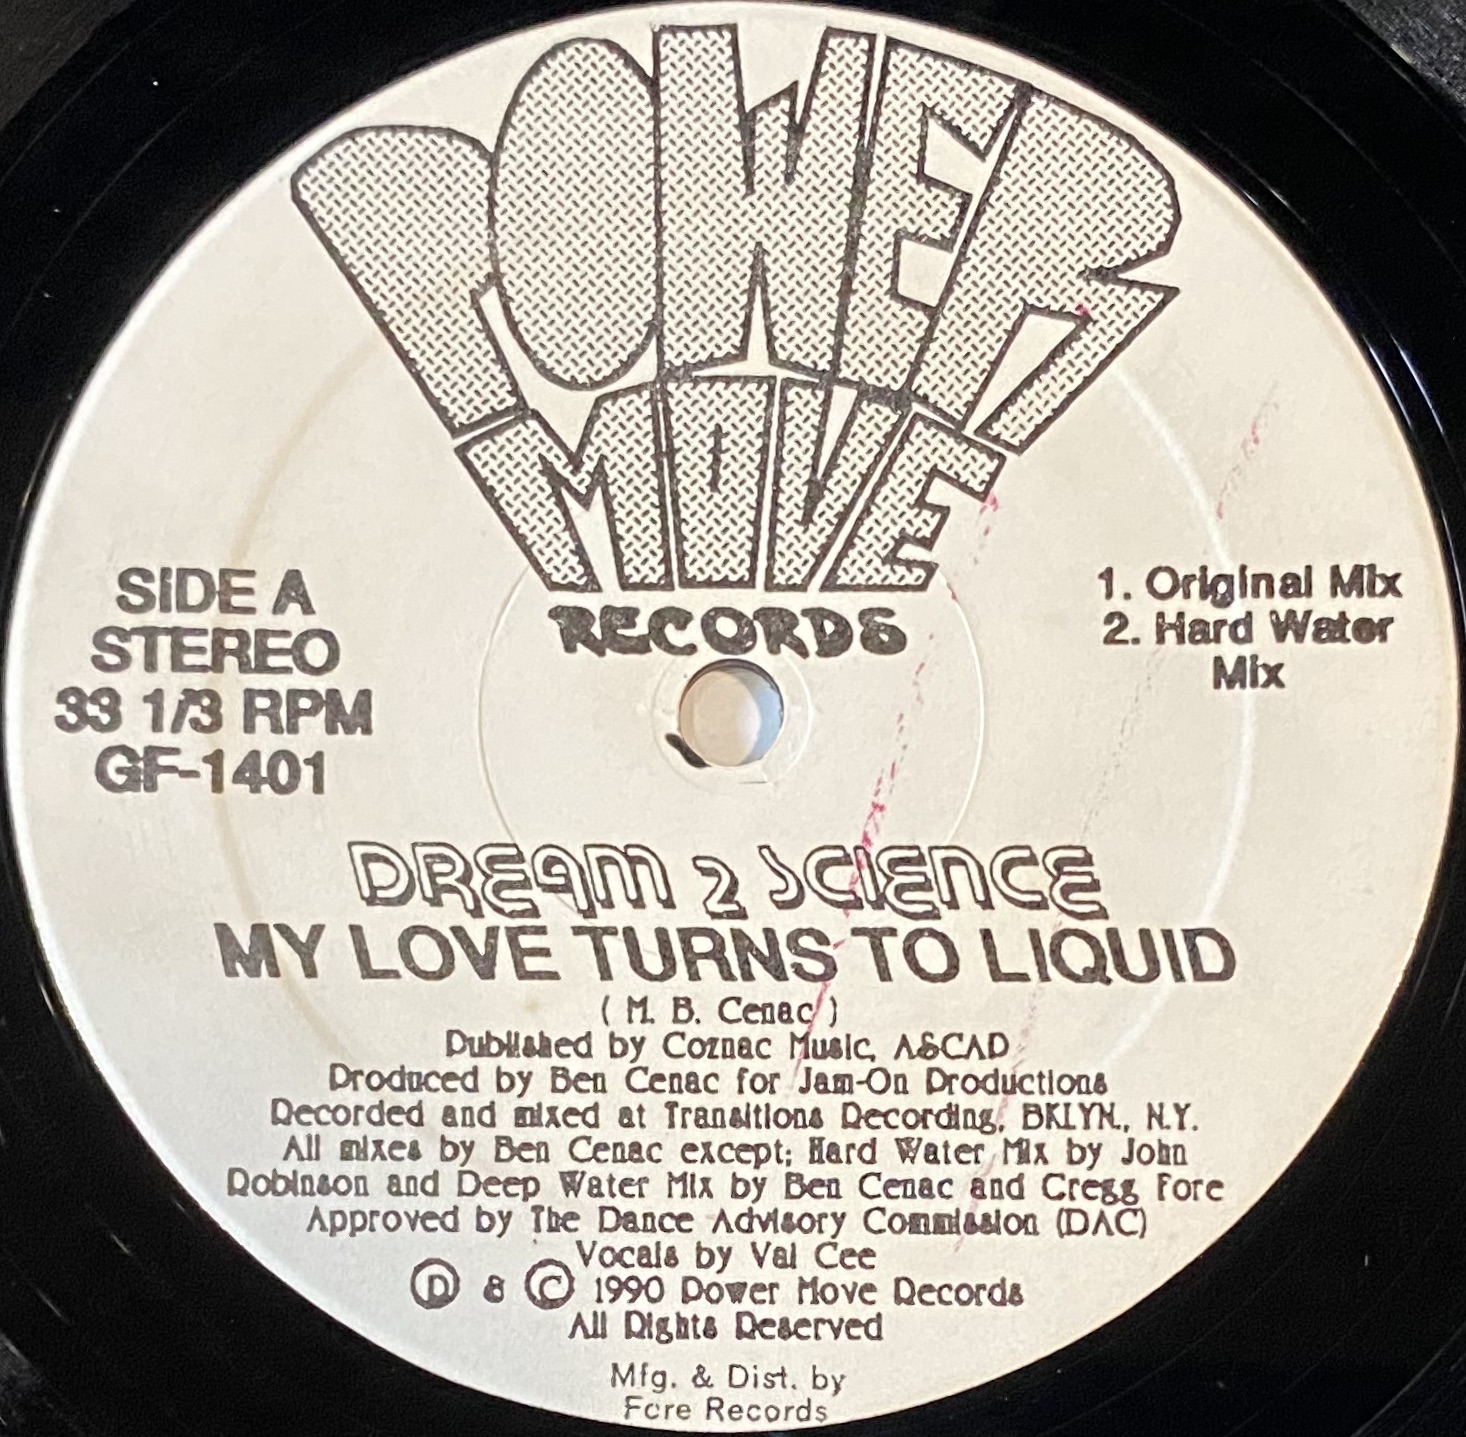 POWER
MOVE
RECORDS
SIDE A
STEREO
33 1/3 RPM
GF-1401
1. Original Mix
2. Hard Water
Mix
DREAM 2 SCIENCE
MY LOVE TURNS TO LIQUID
( M. B. Cenac )
Published by Coznac Music, ASCAP
Produced by Ben Cenac for Jam-On Productions
Recorded and mixed at Transitions Recording, BKLYN., N.Y.
All mixes by Ben Cenac except; Hard Water Mix by John
Robinson and Deep Water Mix by Ben Cenac and Gregg Fore
Approved by The Dance Advisory Commission (DAC)
Vocals by Val Cee
Ⓟ & © 1990 Power Move Records
All Rights Reserved
Mfg. & Dist. by
Fore Records